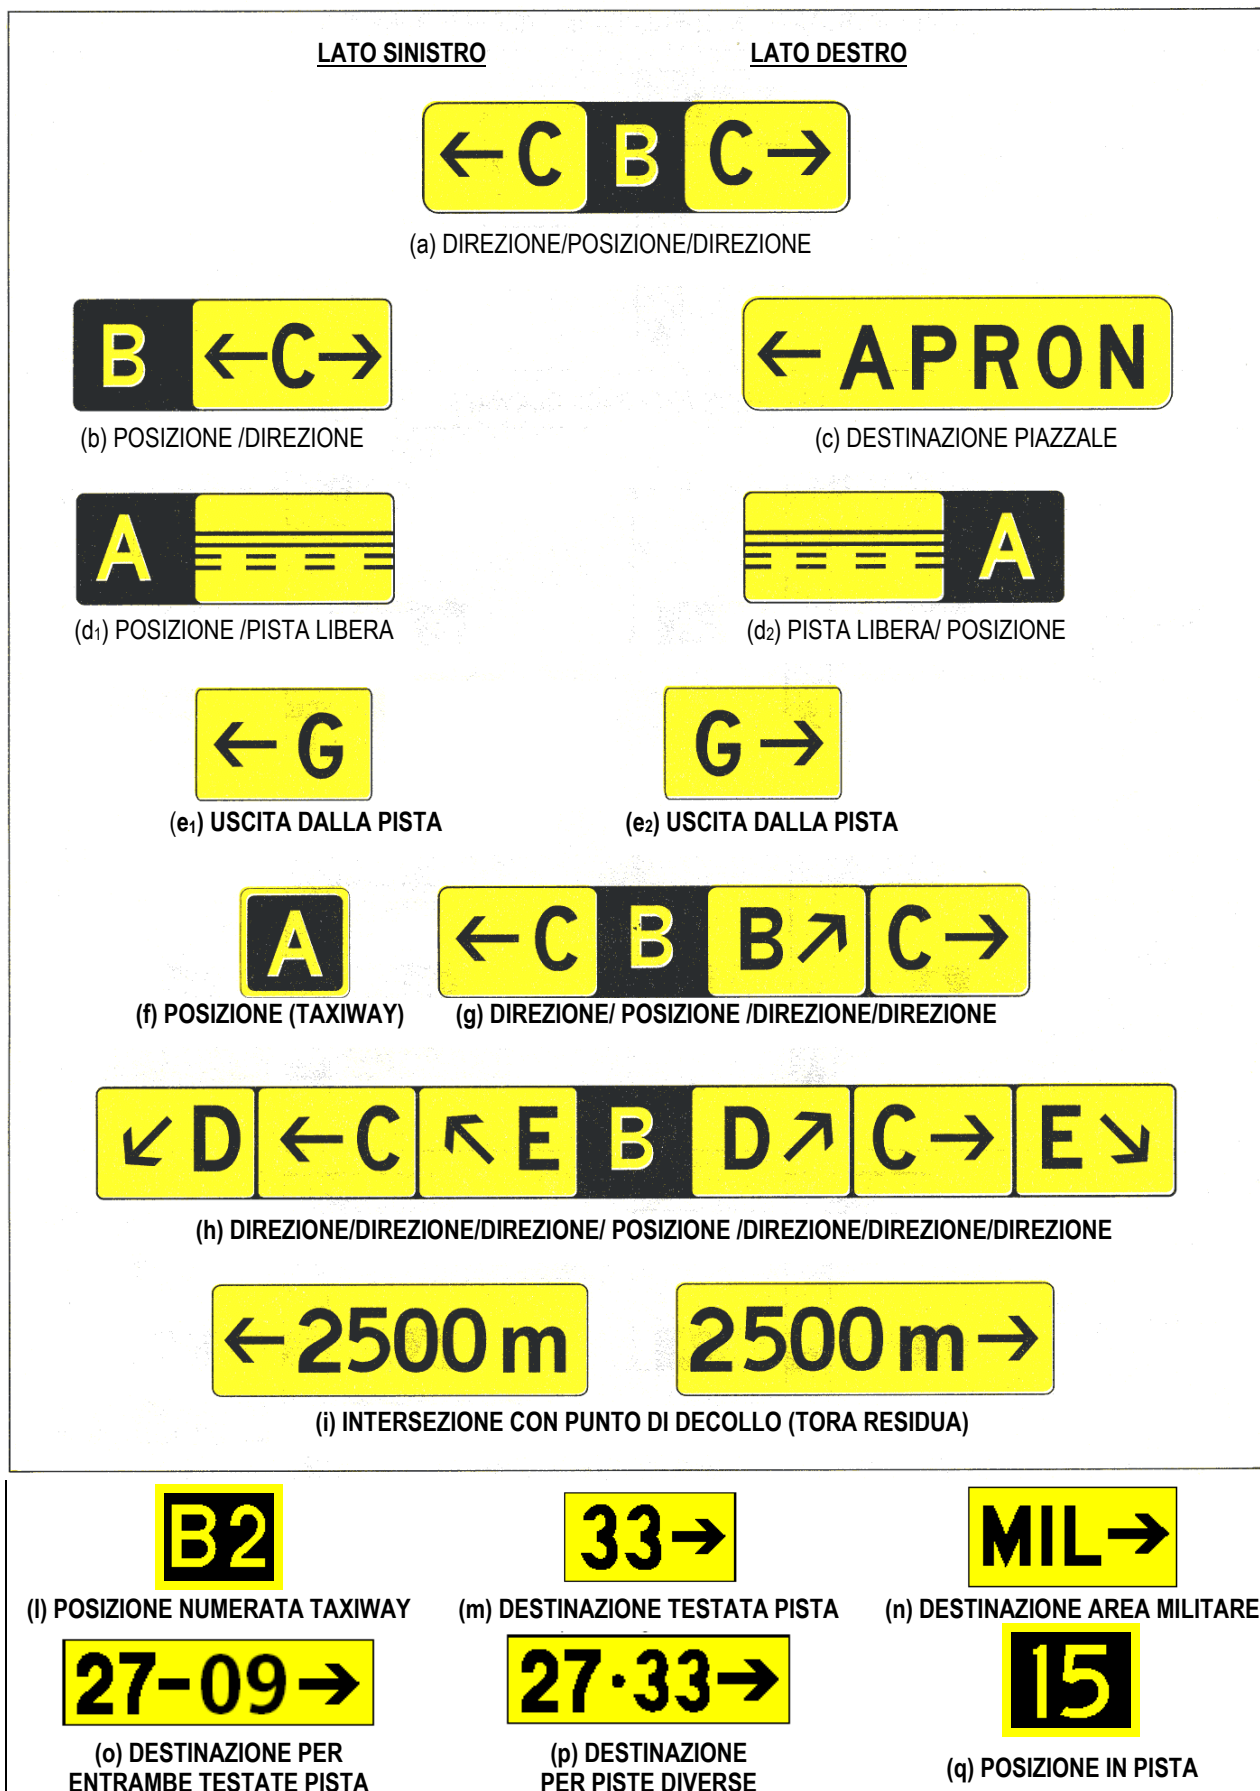 LATO SINISTRO LATO DESTRO
←C B C→
(a) DIREZIONE/POSIZIONE/DIREZIONE
B ←C→ ←APRON
(b) POSIZIONE /DIREZIONE (c) DESTINAZIONE PIAZZALE
A A
(d1) POSIZIONE /PISTA LIBERA (d2) PISTA LIBERA/ POSIZIONE
←G G→
(e1) USCITA DALLA PISTA (e2) USCITA DALLA PISTA
A ←C B B↗ C→
(f) POSIZIONE (TAXIWAY) (g) DIREZIONE/ POSIZIONE /DIREZIONE/DIREZIONE
↙D ←C ↖E B D↗ C→ E↘
(h) DIREZIONE/DIREZIONE/DIREZIONE/ POSIZIONE /DIREZIONE/DIREZIONE/DIREZIONE
←2500 m 2500 m→
(i) INTERSEZIONE CON PUNTO DI DECOLLO (TORA RESIDUA)
B2 33→ MIL→
(l) POSIZIONE NUMERATA TAXIWAY (m) DESTINAZIONE TESTATA PISTA (n) DESTINAZIONE AREA MILITARE
27-09→ 27·33→ 15
(o) DESTINAZIONE PER (p) DESTINAZIONE (q) POSIZIONE IN PISTA
ENTRAMBE TESTATE PISTA PER PISTE DIVERSE